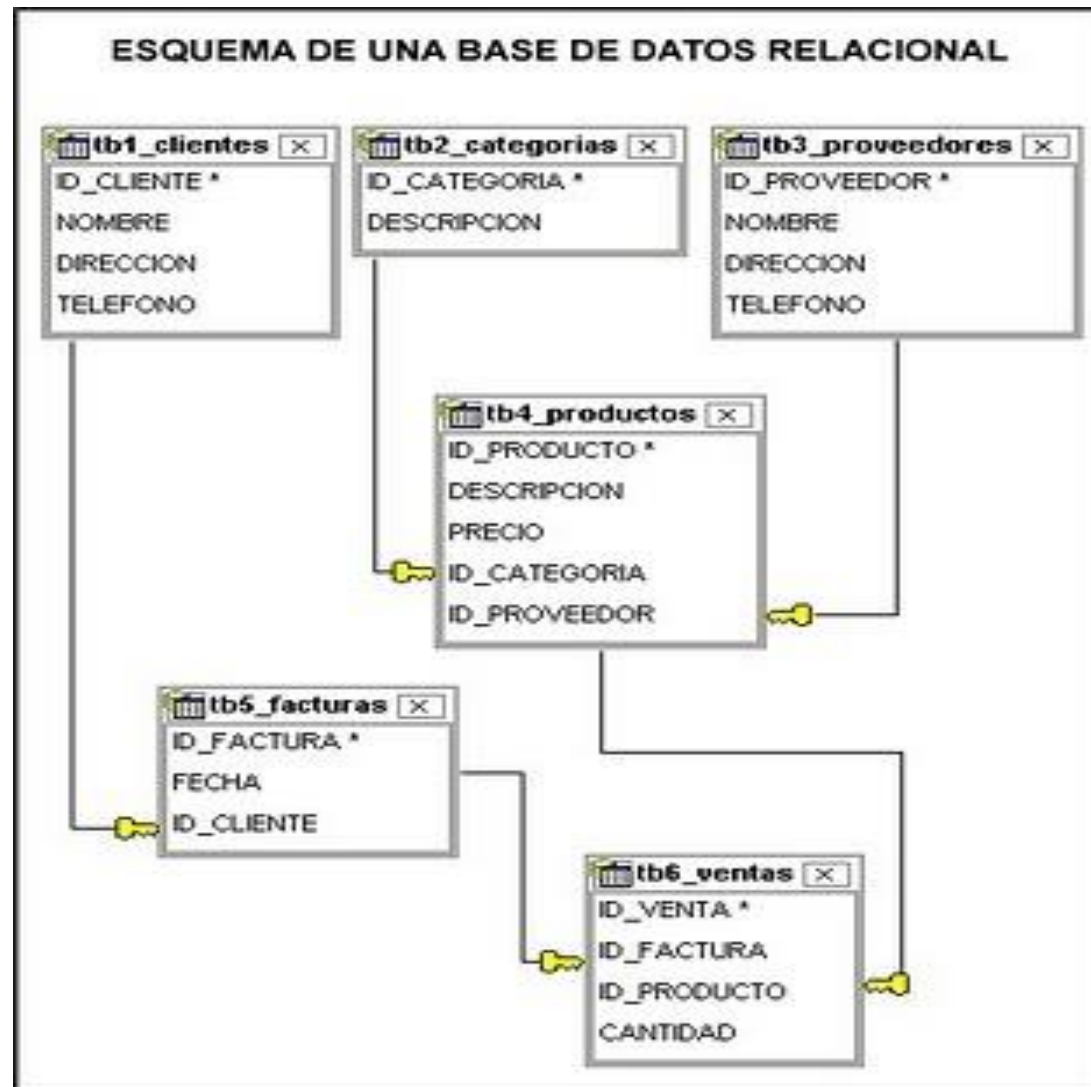 ESQUEMA DE UNA BASE DE DATOS RELACIONAL
tb1_clientes
ID_CLIENTE *
NOMBRE
DIRECCION
TELEFONO
tb2_categorias
ID_CATEGORIA *
DESCRIPCION
tb3_proveedores
ID_PROVEEDOR *
NOMBRE
DIRECCION
TELEFONO
tb4_productos
ID_PRODUCTO *
DESCRIPCION
PRECIO
ID_CATEGORIA
ID_PROVEEDOR
tb5_facturas
ID_FACTURA *
FECHA
ID_CLIENTE
tb6_ventas
ID_VENTA *
ID_FACTURA
ID_PRODUCTO
CANTIDAD